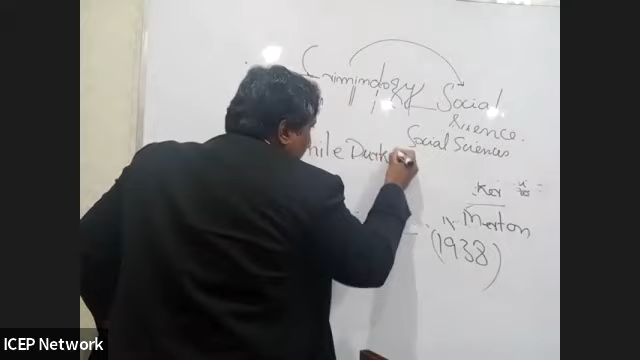 Criminology
Social
Science.
Social Sciences
mile Durk
Merton
(1938)
ICEP Network